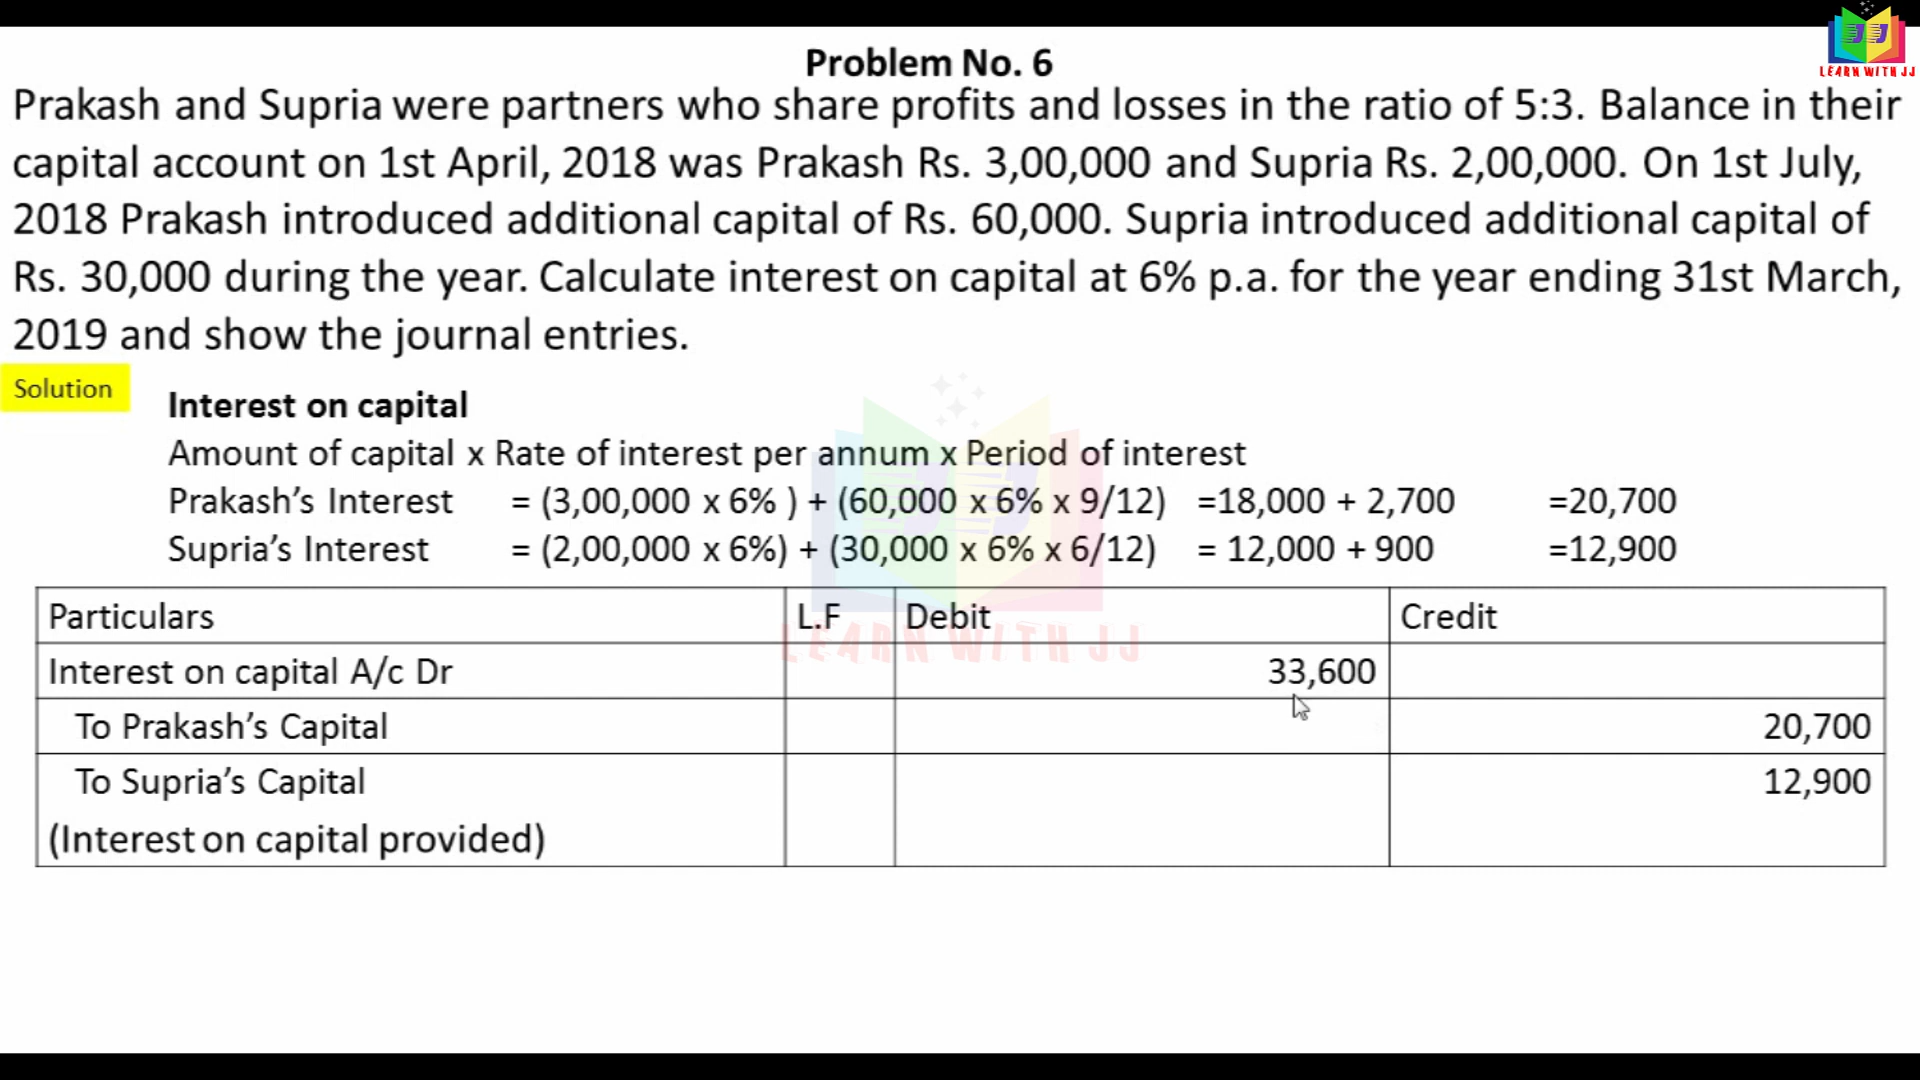 LEARN WITH JJ
Problem No. 6
Prakash and Supria were partners who share profits and losses in the ratio of 5:3. Balance in their
capital account on 1st April, 2018 was Prakash Rs. 3,00,000 and Supria Rs. 2,00,000. On 1st July,
2018 Prakash introduced additional capital of Rs. 60,000. Supria introduced additional capital of
Rs. 30,000 during the year. Calculate interest on capital at 6% p.a. for the year ending 31st March,
2019 and show the journal entries.
Solution
Interest on capital
Amount of capital x Rate of interest per annum x Period of interest
Prakash’s Interest = (3,00,000 x 6% ) + (60,000 x 6% x 9/12) =18,000 + 2,700 =20,700
Supria’s Interest = (2,00,000 x 6%) + (30,000 x 6% x 6/12) = 12,000 + 900 =12,900
Particulars L.F Debit Credit
LEARN WITH JJ
Interest on capital A/c Dr 33,600
To Prakash’s Capital 20,700
To Supria’s Capital 12,900
(Interest on capital provided)